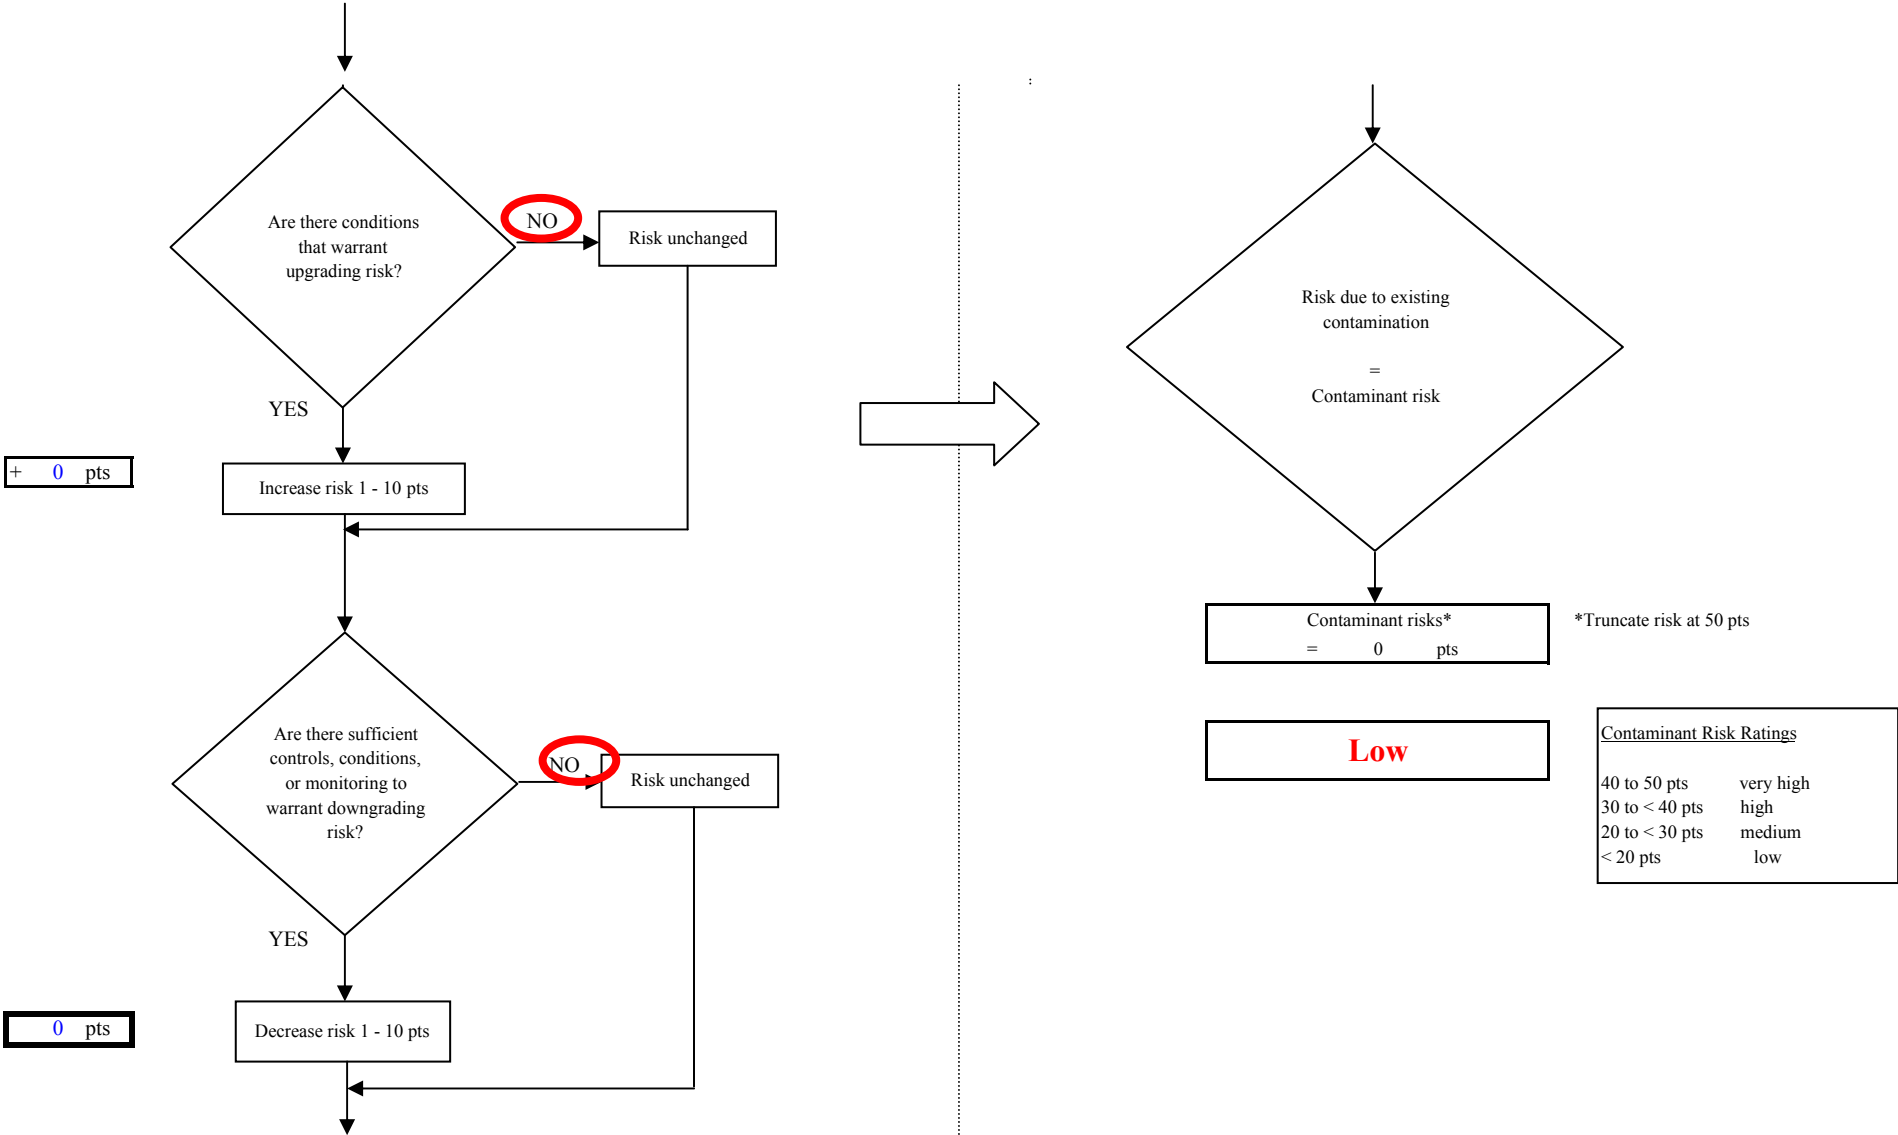 Are there conditions
that warrant
upgrading risk?
NO
Risk unchanged
YES
+ 0 pts
Increase risk 1 - 10 pts
Are there sufficient
controls, conditions,
or monitoring to
warrant downgrading
risk?
NO
Risk unchanged
YES
0 pts
Decrease risk 1 - 10 pts
:
Risk due to existing
contamination
=
Contaminant risk
Contaminant risks*
= 0 pts
*Truncate risk at 50 pts
Low
Contaminant Risk Ratings
40 to 50 pts very high
30 to < 40 pts high
20 to < 30 pts medium
< 20 pts low